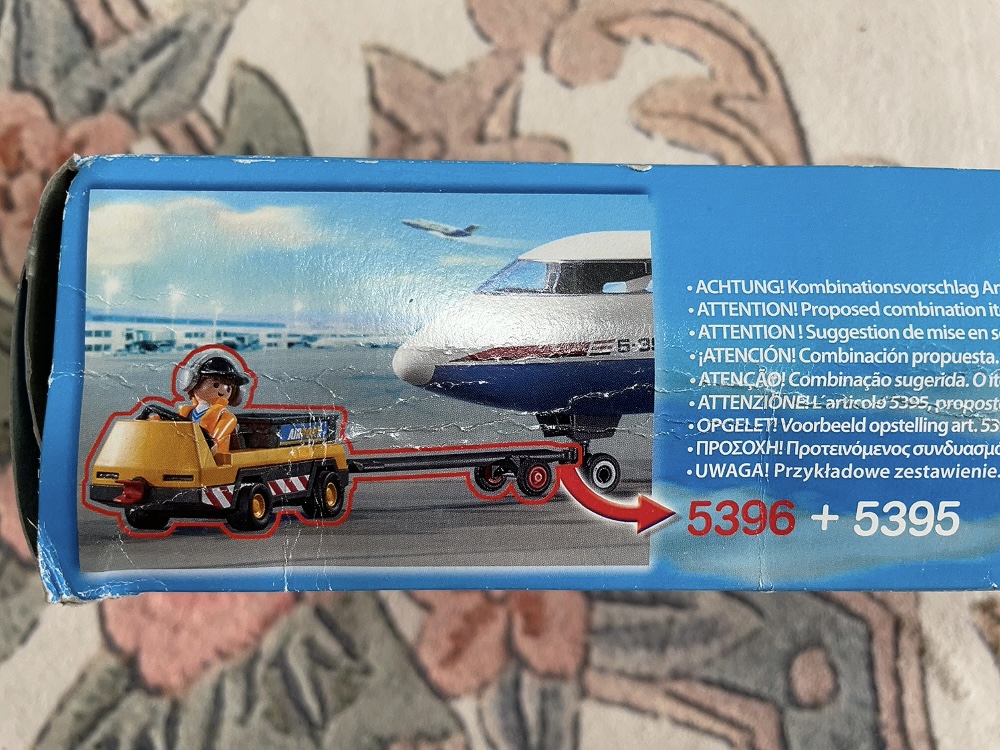 • ACHTUNG! Kombinationsvorschlag
• ATTENTION! Proposed combination
• ATTENTION ! Suggestion de mise en
• ¡ATENCIÓN! Combinación propuesta.
• ATENÇÃO! Combinação sugerida. O
• ATTENZIONE! L'articolo 5395,
• OPGELET! Voorbeeld opstelling art.
• ΠΡΟΣΟΧΗ! Προτεινόμενος
• UWAGA! Przykładowe zestawienie.
5396 + 5395